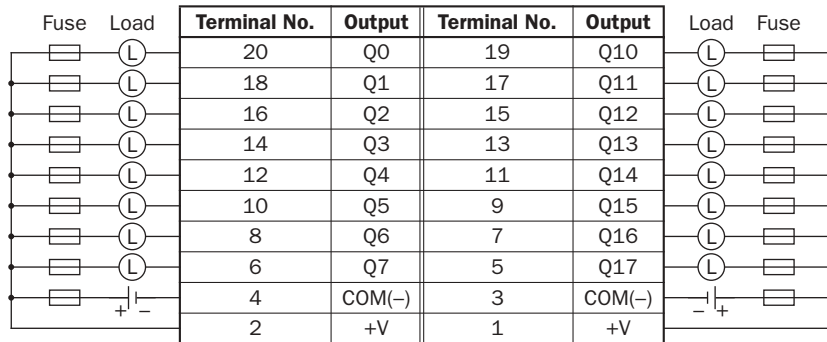 Fuse Load Terminal No. Output Terminal No. Output Load Fuse
L 20 Q0 19 Q10 L
L 18 Q1 17 Q11 L
L 16 Q2 15 Q12 L
L 14 Q3 13 Q13 L
L 12 Q4 11 Q14 L
L 10 Q5 9 Q15 L
L 8 Q6 7 Q16 L
L 6 Q7 5 Q17 L
+ – 4 COM(–) 3 COM(–) – +
2 +V 1 +V